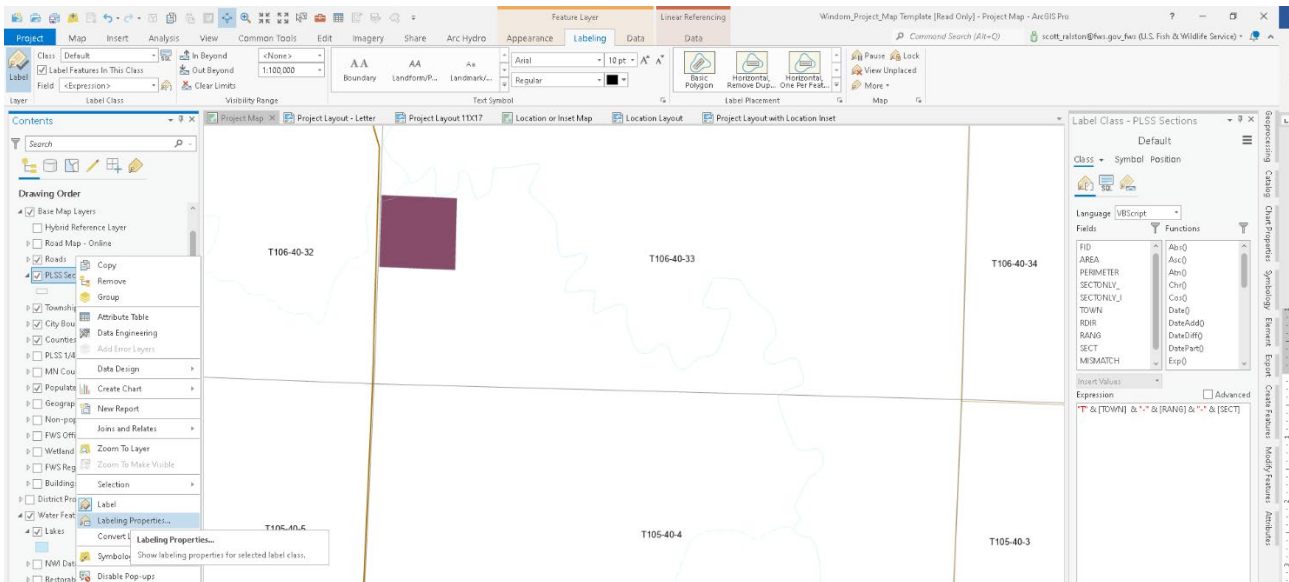 Feature Layer
Linear Referencing
Windom_Project_Map Template [Read Only] - Project Map - ArcGIS Pro
Project Map Insert Analysis View Common Tools Edit Imagery Share Arc Hydro Appearance Labeling Data Data
Command Search (Alt+Q)
scott_ralston@fws.gov_fws (U.S. Fish & Wildlife Service)
Class Default
Label Features In This Class
Field <Expression>
Label
In Beyond <None>
Out Beyond 1:100,000
Clear Limits
Boundary
Landform/P...
Landmark/...
Arial 10 pt
Regular
Basic Polygon
Horizontal, Remove Dup...
Horizontal, One Per Feat...
Pause Lock
View Unplaced
More
Layer Label Class Visibility Range Text Symbol Label Placement Map
Contents
Search
Drawing Order
Base Map Layers
Hybrid Reference Layer
Road Map - Online
Roads
PLSS Sec
Township
City Bou
Counties
PLSS 1/4
MN Cou
Populate
Geograp
Non-pop
FWS Offi
Wetland
FWS Reg
Building
District Pro
Water Feat
Lakes
NWI Dat
Restorab
Copy
Remove
Group
Attribute Table
Data Engineering
Add Error Layers
Data Design
Create Chart
New Report
Joins and Relates
Zoom To Layer
Zoom To Make Visible
Selection
Label
Labeling Properties...
Convert L
Symbolo
Disable Pop-ups
Labeling Properties...
Show labeling properties for selected label class.
Project Map Project Layout - Letter Project Layout 11X17 Location or Inset Map Location Layout Project Layout with Location Inset
T106-40-32
T106-40-33
T106-40-34
T105-40-5
T105-40-4
T105-40-3
Label Class - PLSS Sections
Default
Class Symbol Position
SQL
Language VBScript
Fields Functions
FID Abs()
AREA Asc()
PERIMETER Atn()
SECTONLY_ Chr()
SECTONLY_I Cos()
TOWN Date()
RDIR DateAdd()
RANG DateDiff()
SECT DatePart()
MISMATCH Exp()
Insert Values
Expression Advanced
"T" & [TOWN] & "-" & [RANG] & "-" & [SECT]
Geoprocessing
Catalog
Chart Properties
Symbology
Element
Export
Create Features
Modify Features
Attributes